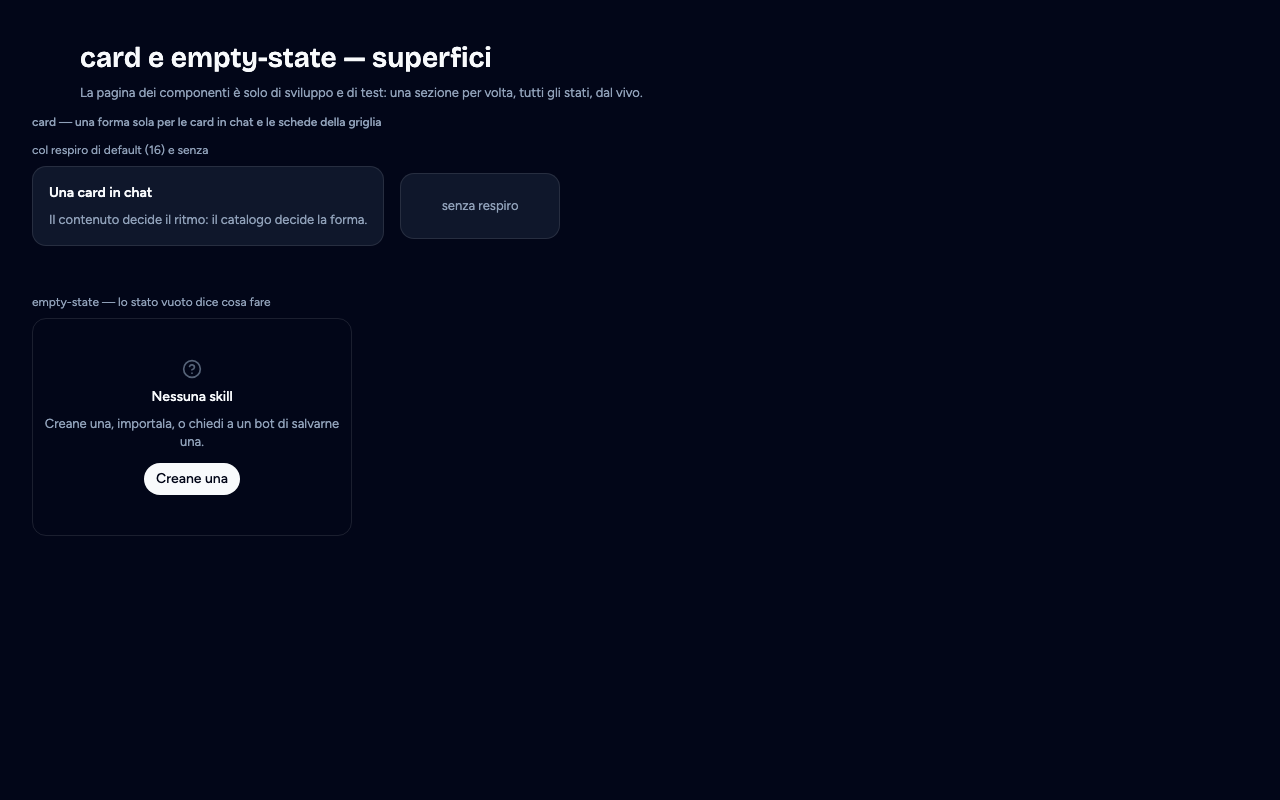 card e empty-state — superfici
La pagina dei componenti è solo di sviluppo e di test: una sezione per volta, tutti gli stati, dal vivo.
card — una forma sola per le card in chat e le schede della griglia
col respiro di default (16) e senza
Una card in chat
Il contenuto decide il ritmo: il catalogo decide la forma.
senza respiro
empty-state — lo stato vuoto dice cosa fare
Nessuna skill
Creane una, importala, o chiedi a un bot di salvarne
una.
Creane una